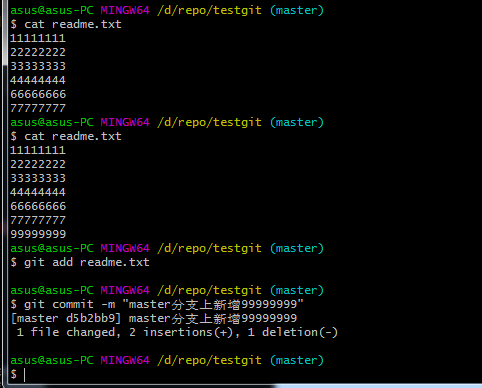 asus@asus-PC MINGW64 /d/repo/testgit (master)
$ cat readme.txt
11111111
22222222
33333333
44444444
66666666
77777777
asus@asus-PC MINGW64 /d/repo/testgit (master)
$ cat readme.txt
11111111
22222222
33333333
44444444
66666666
77777777
99999999
asus@asus-PC MINGW64 /d/repo/testgit (master)
$ git add readme.txt
asus@asus-PC MINGW64 /d/repo/testgit (master)
$ git commit -m "master分支上新增99999999"
[master d5b2bb9] master分支上新增99999999
1 file changed, 2 insertions(+), 1 deletion(-)
asus@asus-PC MINGW64 /d/repo/testgit (master)
$